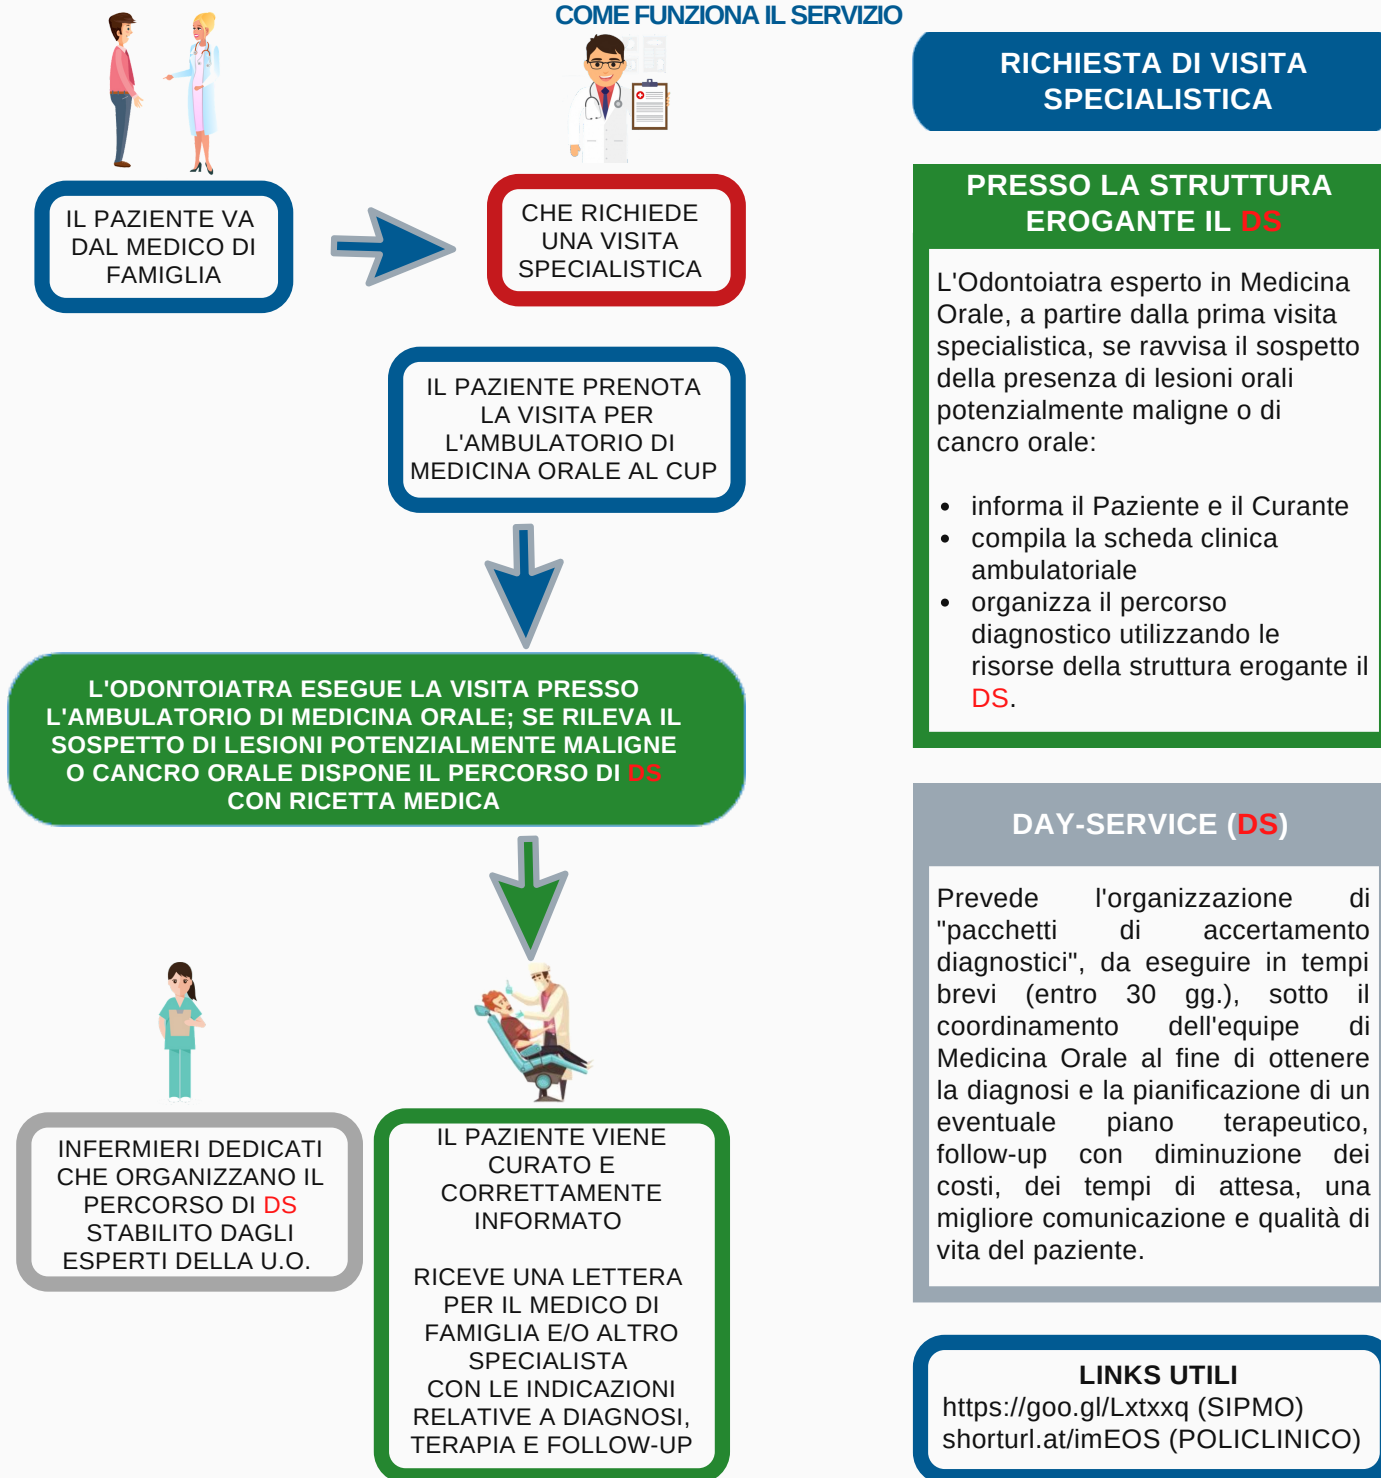 COME FUNZIONA IL SERVIZIO
IL PAZIENTE VA
DAL MEDICO DI
FAMIGLIA
CHE RICHIEDE
UNA VISITA
SPECIALISTICA
IL PAZIENTE PRENOTA
LA VISITA PER
L'AMBULATORIO DI
MEDICINA ORALE AL CUP
L'ODONTOIATRA ESEGUE LA VISITA PRESSO
L'AMBULATORIO DI MEDICINA ORALE; SE RILEVA IL
SOSPETTO DI LESIONI POTENZIALMENTE MALIGNE
O CANCRO ORALE DISPONE IL PERCORSO DI DS
CON RICETTA MEDICA
INFERMIERI DEDICATI
CHE ORGANIZZANO IL
PERCORSO DI DS
STABILITO DAGLI
ESPERTI DELLA U.O.
IL PAZIENTE VIENE
CURATO E
CORRETTAMENTE
INFORMATO
RICEVE UNA LETTERA
PER IL MEDICO DI
FAMIGLIA E/O ALTRO
SPECIALISTA
CON LE INDICAZIONI
RELATIVE A DIAGNOSI,
TERAPIA E FOLLOW-UP
RICHIESTA DI VISITA
SPECIALISTICA
PRESSO LA STRUTTURA
EROGANTE IL DS
L'Odontoiatra esperto in Medicina
Orale, a partire dalla prima visita
specialistica, se ravvisa il sospetto
della presenza di lesioni orali
potenzialmente maligne o di
cancro orale:
• informa il Paziente e il Curante
• compila la scheda clinica
ambulatoriale
• organizza il percorso
diagnostico utilizzando le
risorse della struttura erogante il
DS.
DAY-SERVICE (DS)
Prevede l'organizzazione di
"pacchetti di accertamento
diagnostici", da eseguire in tempi
brevi (entro 30 gg.), sotto il
coordinamento dell'equipe di
Medicina Orale al fine di ottenere
la diagnosi e la pianificazione di un
eventuale piano terapeutico,
follow-up con diminuzione dei
costi, dei tempi di attesa, una
migliore comunicazione e qualità di
vita del paziente.
LINKS UTILI
https://goo.gl/Lxtxxq (SIPMO)
shorturl.at/imEOS (POLICLINICO)